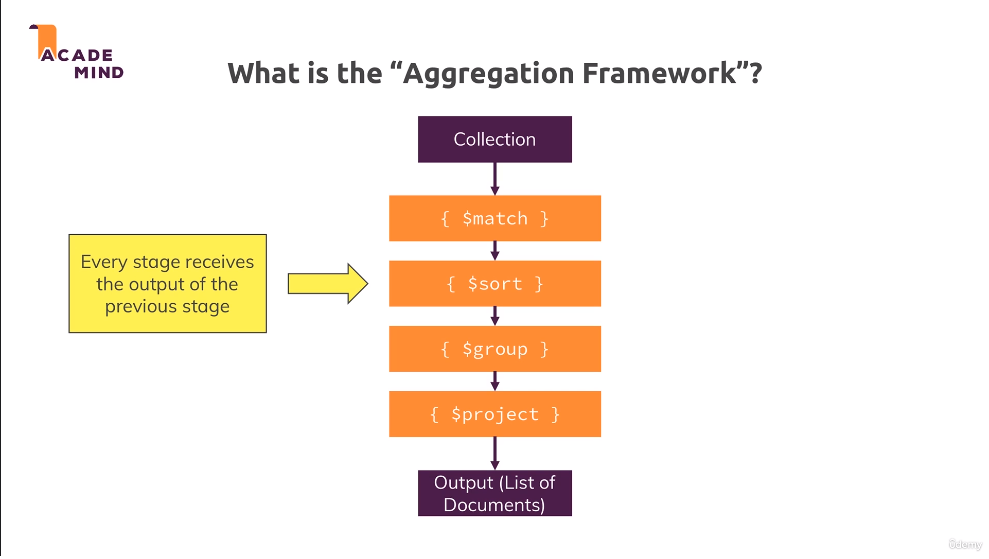 ACADE
MIND
What is the “Aggregation Framework”?
Collection
{ $match }
Every stage receives
the output of the
previous stage
{ $sort }
{ $group }
{ $project }
Output (List of
Documents)
ûdemy